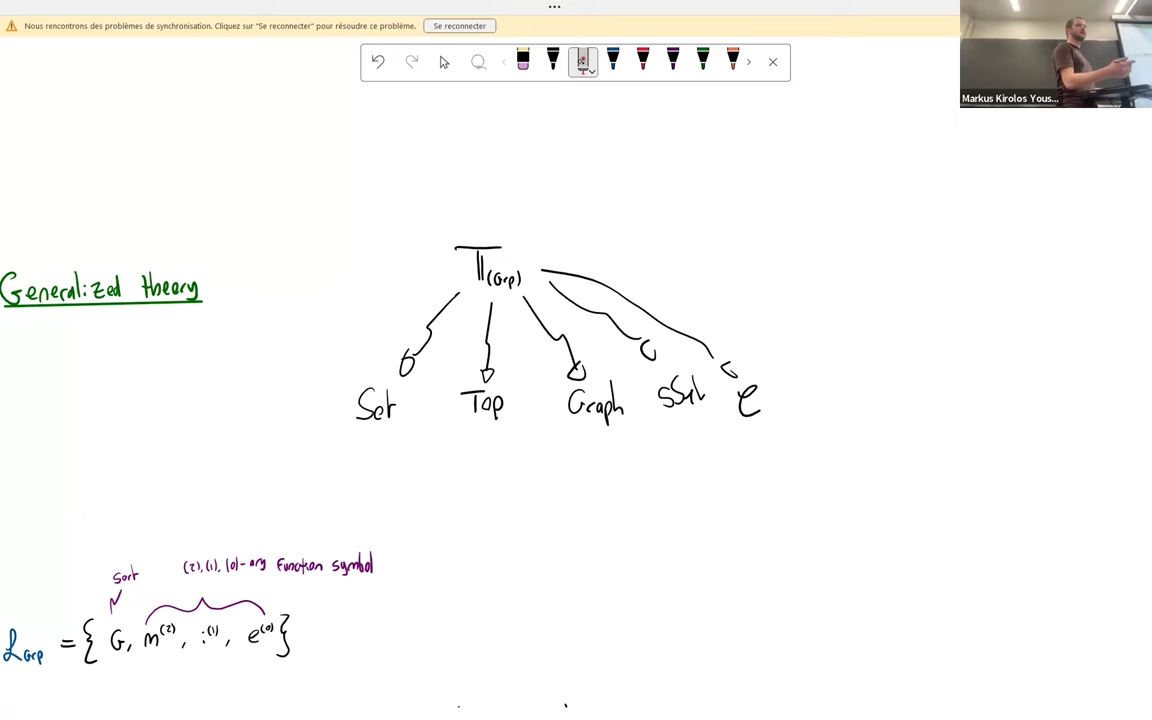 Nous rencontrons des problèmes de synchronisation. Cliquez sur "Se reconnecter" pour résoudre ce problème. Se reconnecter
Markus Kirolos Yous...
𝕋(Grp)
Generalized theory
Set Top Graph sSet 𝒞
sort (2),(1),(0)-ary function symbol
ℒGrp = { G, m⁽²⁾, i⁽¹⁾, e⁽⁰⁾ }